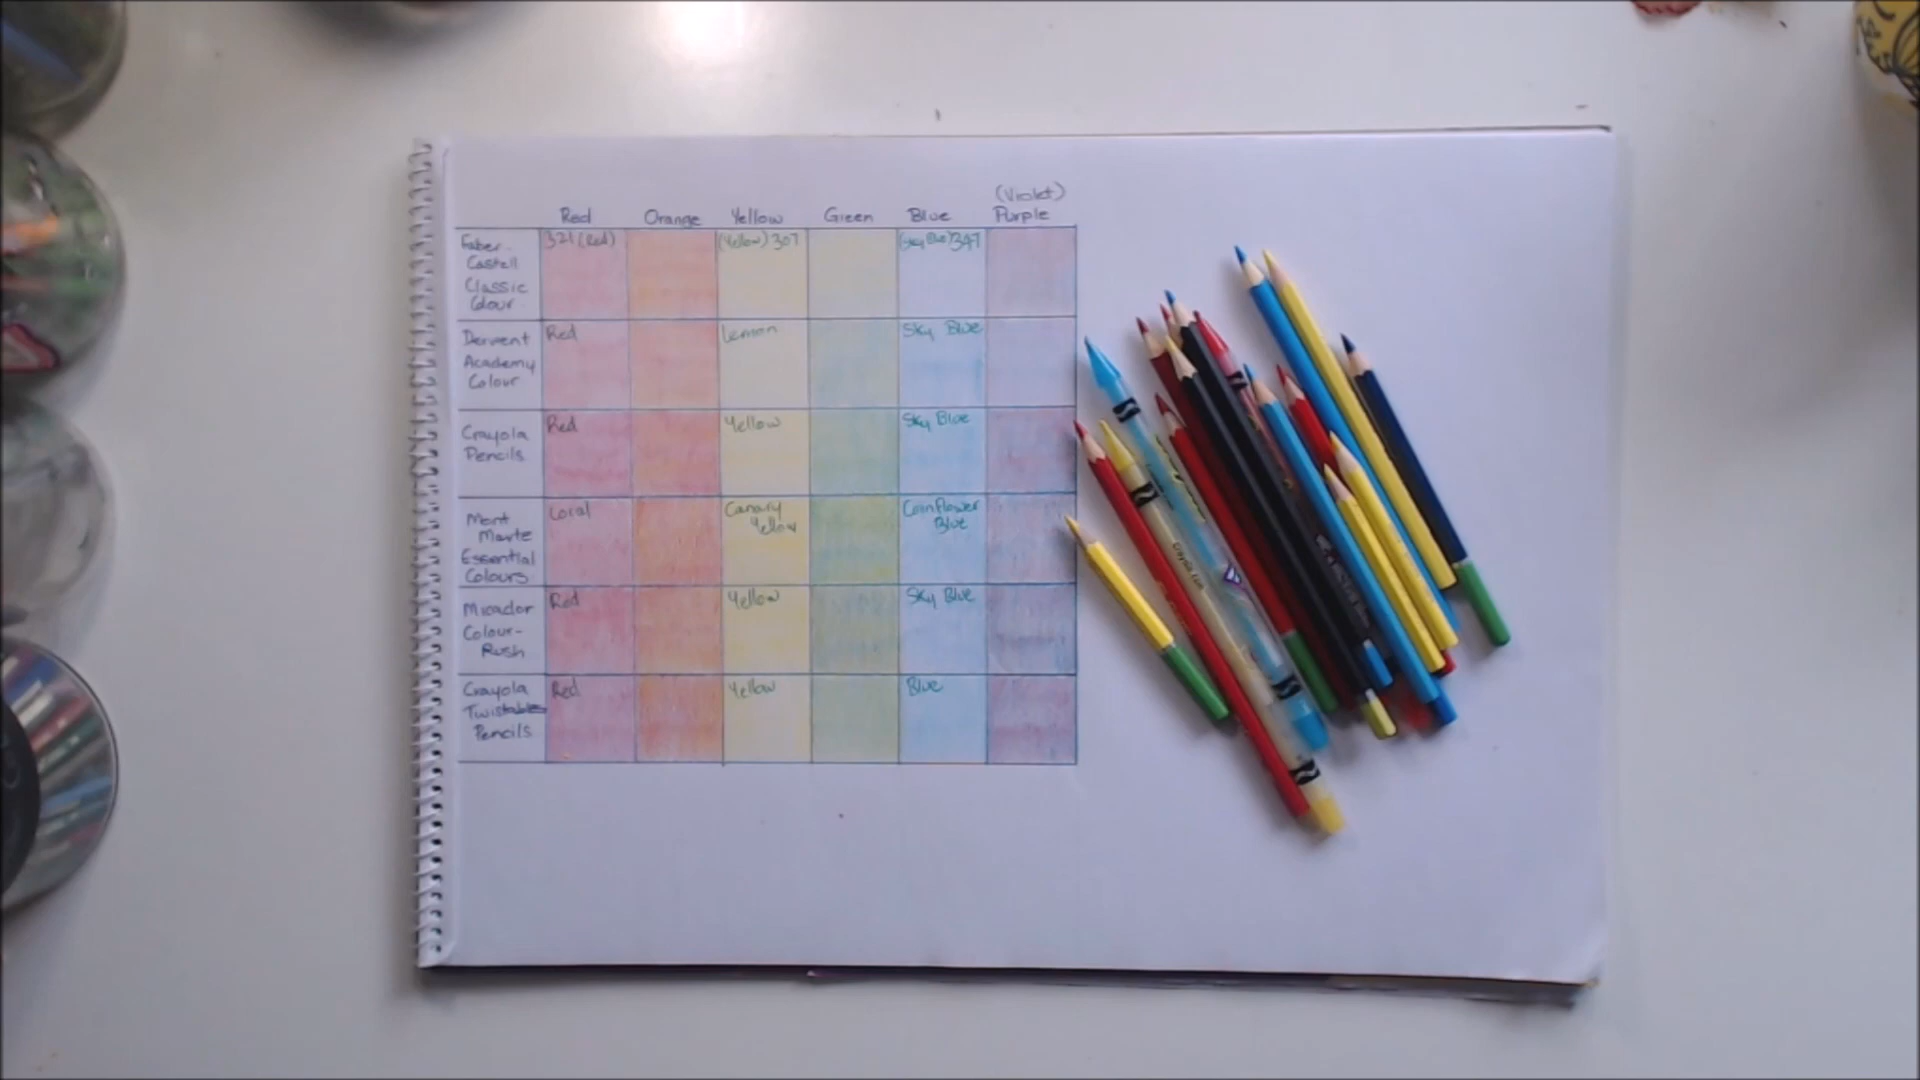 (Violet)
Red Orange Yellow Green Blue Purple
Faber-
Castell
Classic
Colour
321 (Red)
(Yellow) 307
(Sky Blue) 347
Derwent
Academy
Colour
Red
Lemon
Sky Blue
Crayola
Pencils
Red
Yellow
Sky Blue
Mont
Marte
Essential
Colours
Coral
Canary
Yellow
Cornflower
Blue
Micador
Colour-
Rush
Red
Yellow
Sky Blue
Crayola
Twistables
Pencils
Red
Yellow
Blue